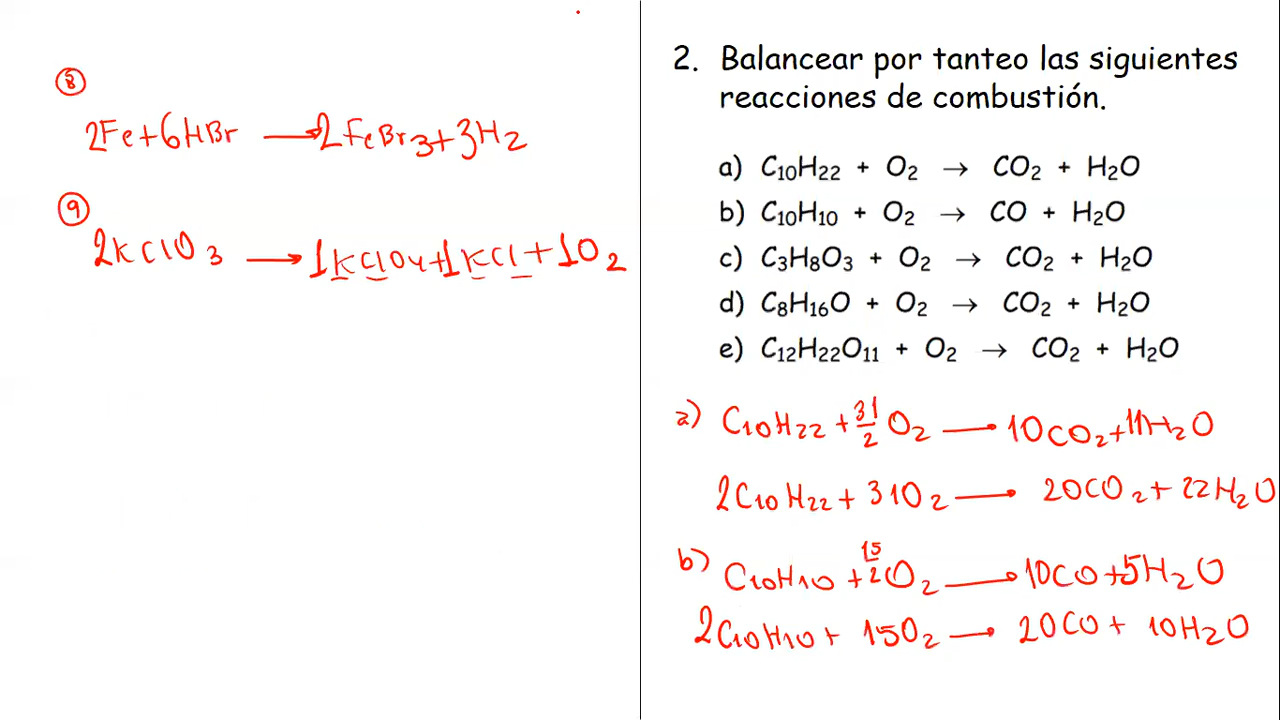 ⑧
2Fe+6HBr ⟶ 2FeBr3+3H2
⑨
2KClO3 ⟶ 1KClO4+1KCl+1O2
2. Balancear por tanteo las siguientes
reacciones de combustión.
a) C₁₀H₂₂ + O₂ → CO₂ + H₂O
b) C₁₀H₁₀ + O₂ → CO + H₂O
c) C₃H₈O₃ + O₂ → CO₂ + H₂O
d) C₈H₁₆O + O₂ → CO₂ + H₂O
e) C₁₂H₂₂O₁₁ + O₂ → CO₂ + H₂O
a) C₁₀H₂₂ + 31/2 O₂ ⟶ 10CO₂+11H₂O
2C₁₀H₂₂ + 31O₂ ⟶ 20CO₂+ 22H₂O
b) C₁₀H₁₀ + 15/2 O₂ ⟶ 10CO+5H₂O
2C₁₀H₁₀+ 15O₂ ⟶ 20CO+ 10H₂O